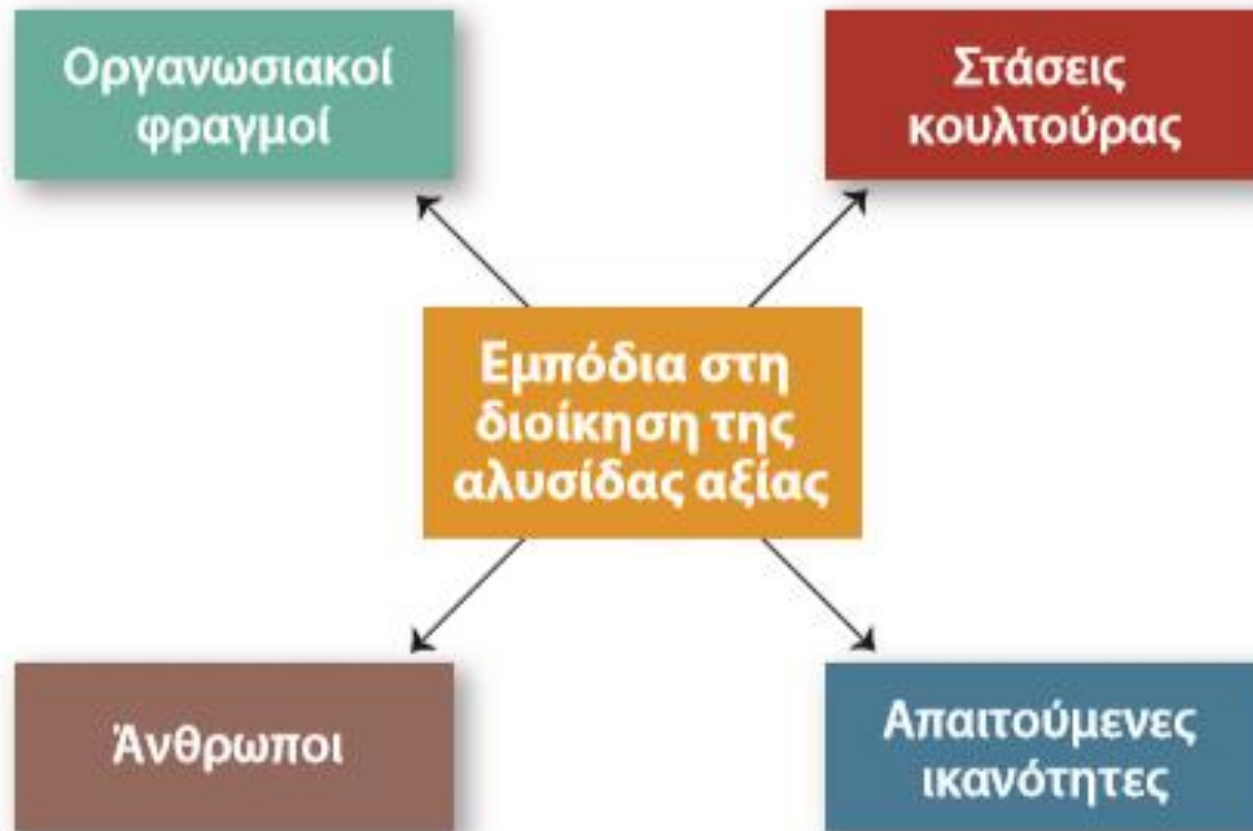 Οργανωσιακοί
φραγμοί
Στάσεις
κουλτούρας
Εμπόδια στη
διοίκηση της
αλυσίδας αξίας
Άνθρωποι
Απαιτούμενες
ικανότητες